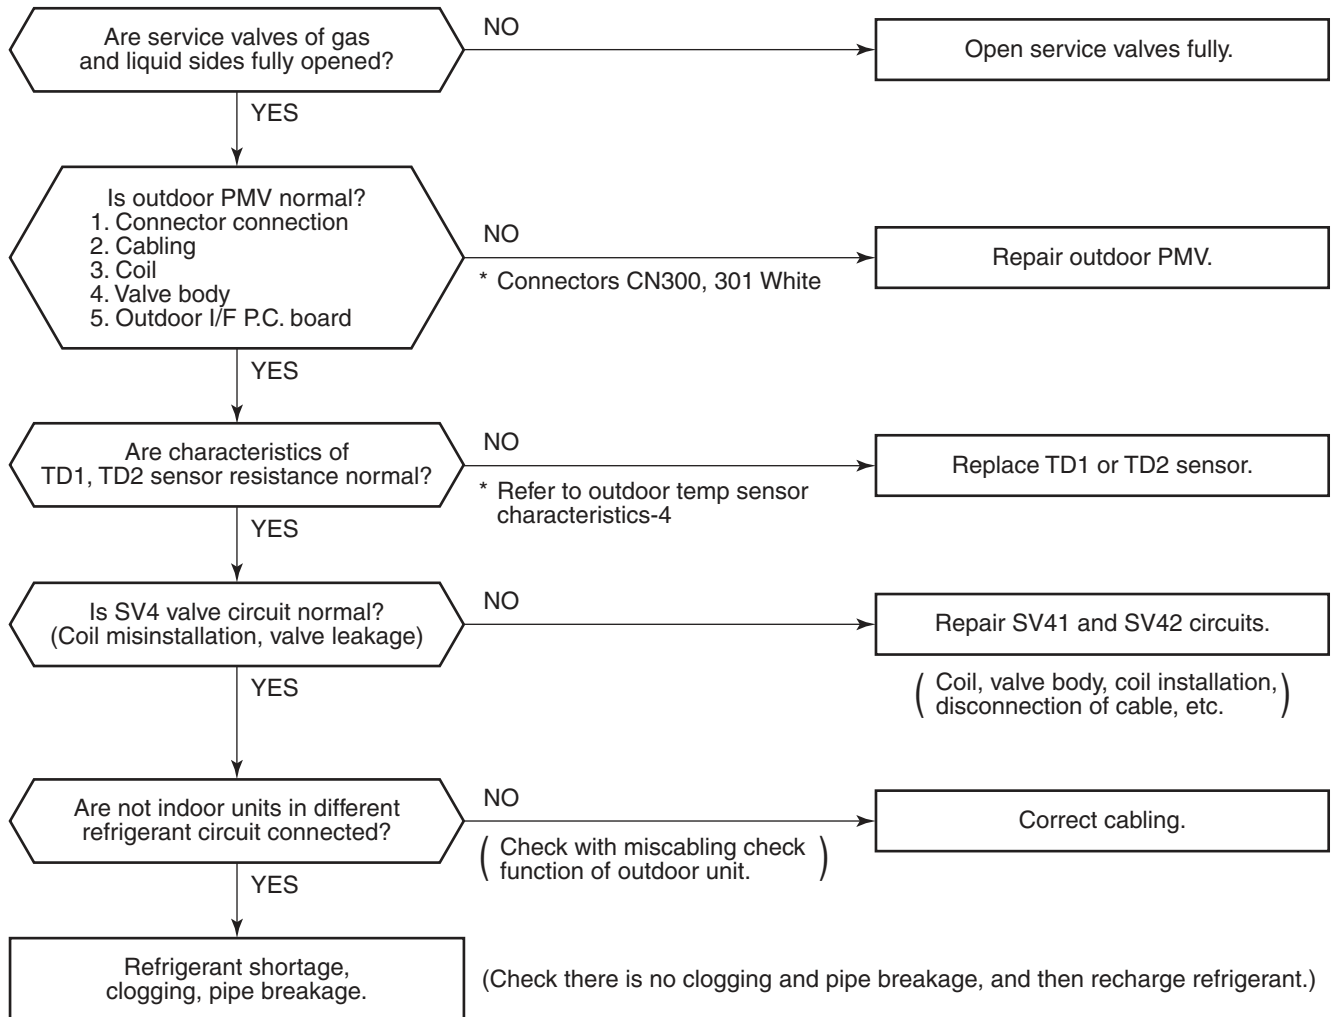 Are service valves of gas
and liquid sides fully opened?
NO
Open service valves fully.
YES
Is outdoor PMV normal?
1. Connector connection
2. Cabling
3. Coil
4. Valve body
5. Outdoor I/F P.C. board
NO
* Connectors CN300, 301 White
Repair outdoor PMV.
YES
Are characteristics of
TD1, TD2 sensor resistance normal?
NO
* Refer to outdoor temp sensor
characteristics-4
Replace TD1 or TD2 sensor.
YES
Is SV4 valve circuit normal?
(Coil misinstallation, valve leakage)
NO
Repair SV41 and SV42 circuits.
( Coil, valve body, coil installation,
disconnection of cable, etc. )
YES
Are not indoor units in different
refrigerant circuit connected?
NO
( Check with miscabling check
function of outdoor unit. )
Correct cabling.
YES
Refrigerant shortage,
clogging, pipe breakage.
(Check there is no clogging and pipe breakage, and then recharge refrigerant.)